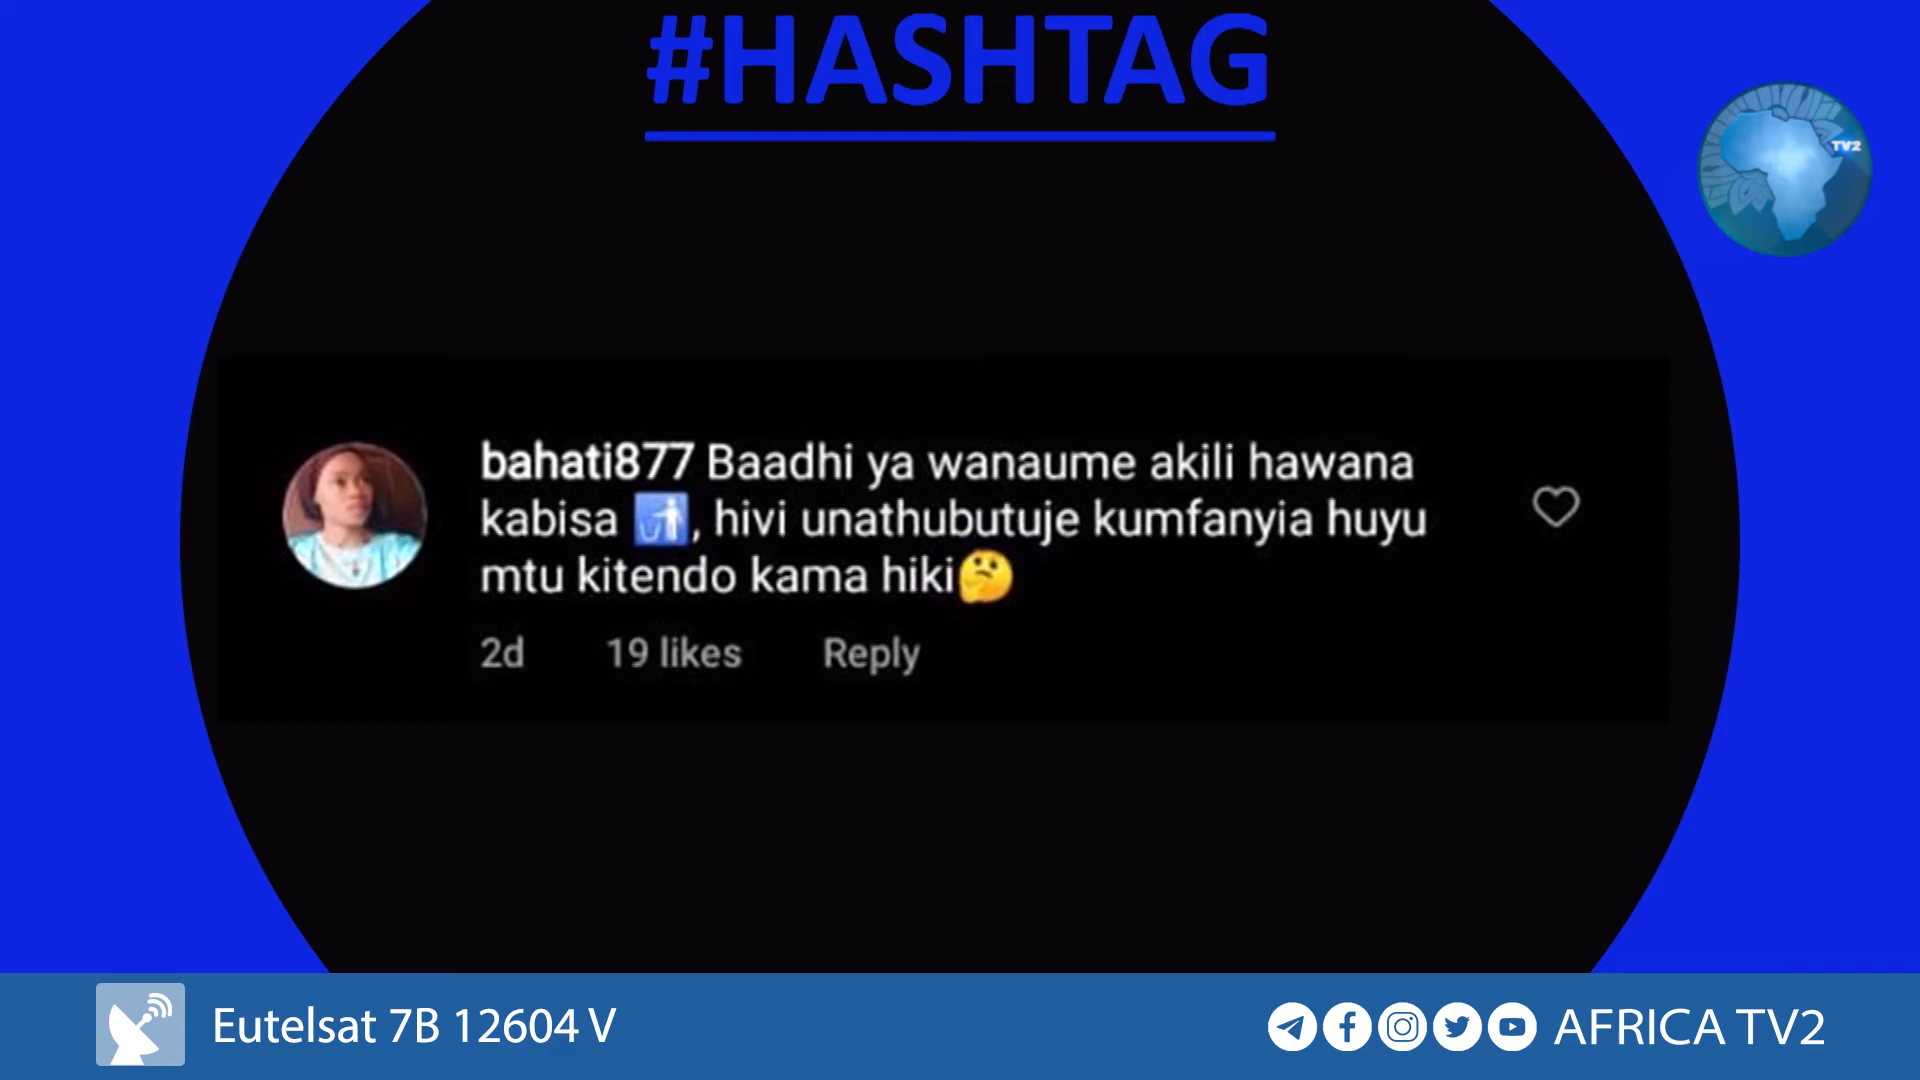 #HASHTAG
TV2
bahati877 Baadhi ya wanaume akili hawana
kabisa 🚮, hivi unathubutuje kumfanyia huyu
mtu kitendo kama hiki🤔
2d 19 likes Reply
Eutelsat 7B 12604 V
AFRICA TV2